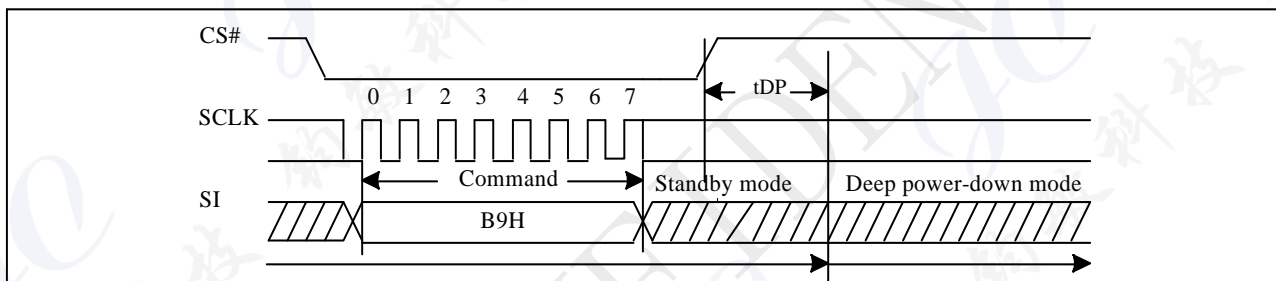 CS#
tDP
0 1 2 3 4 5 6 7
SCLK
Command
Standby mode
Deep power-down mode
SI
B9H